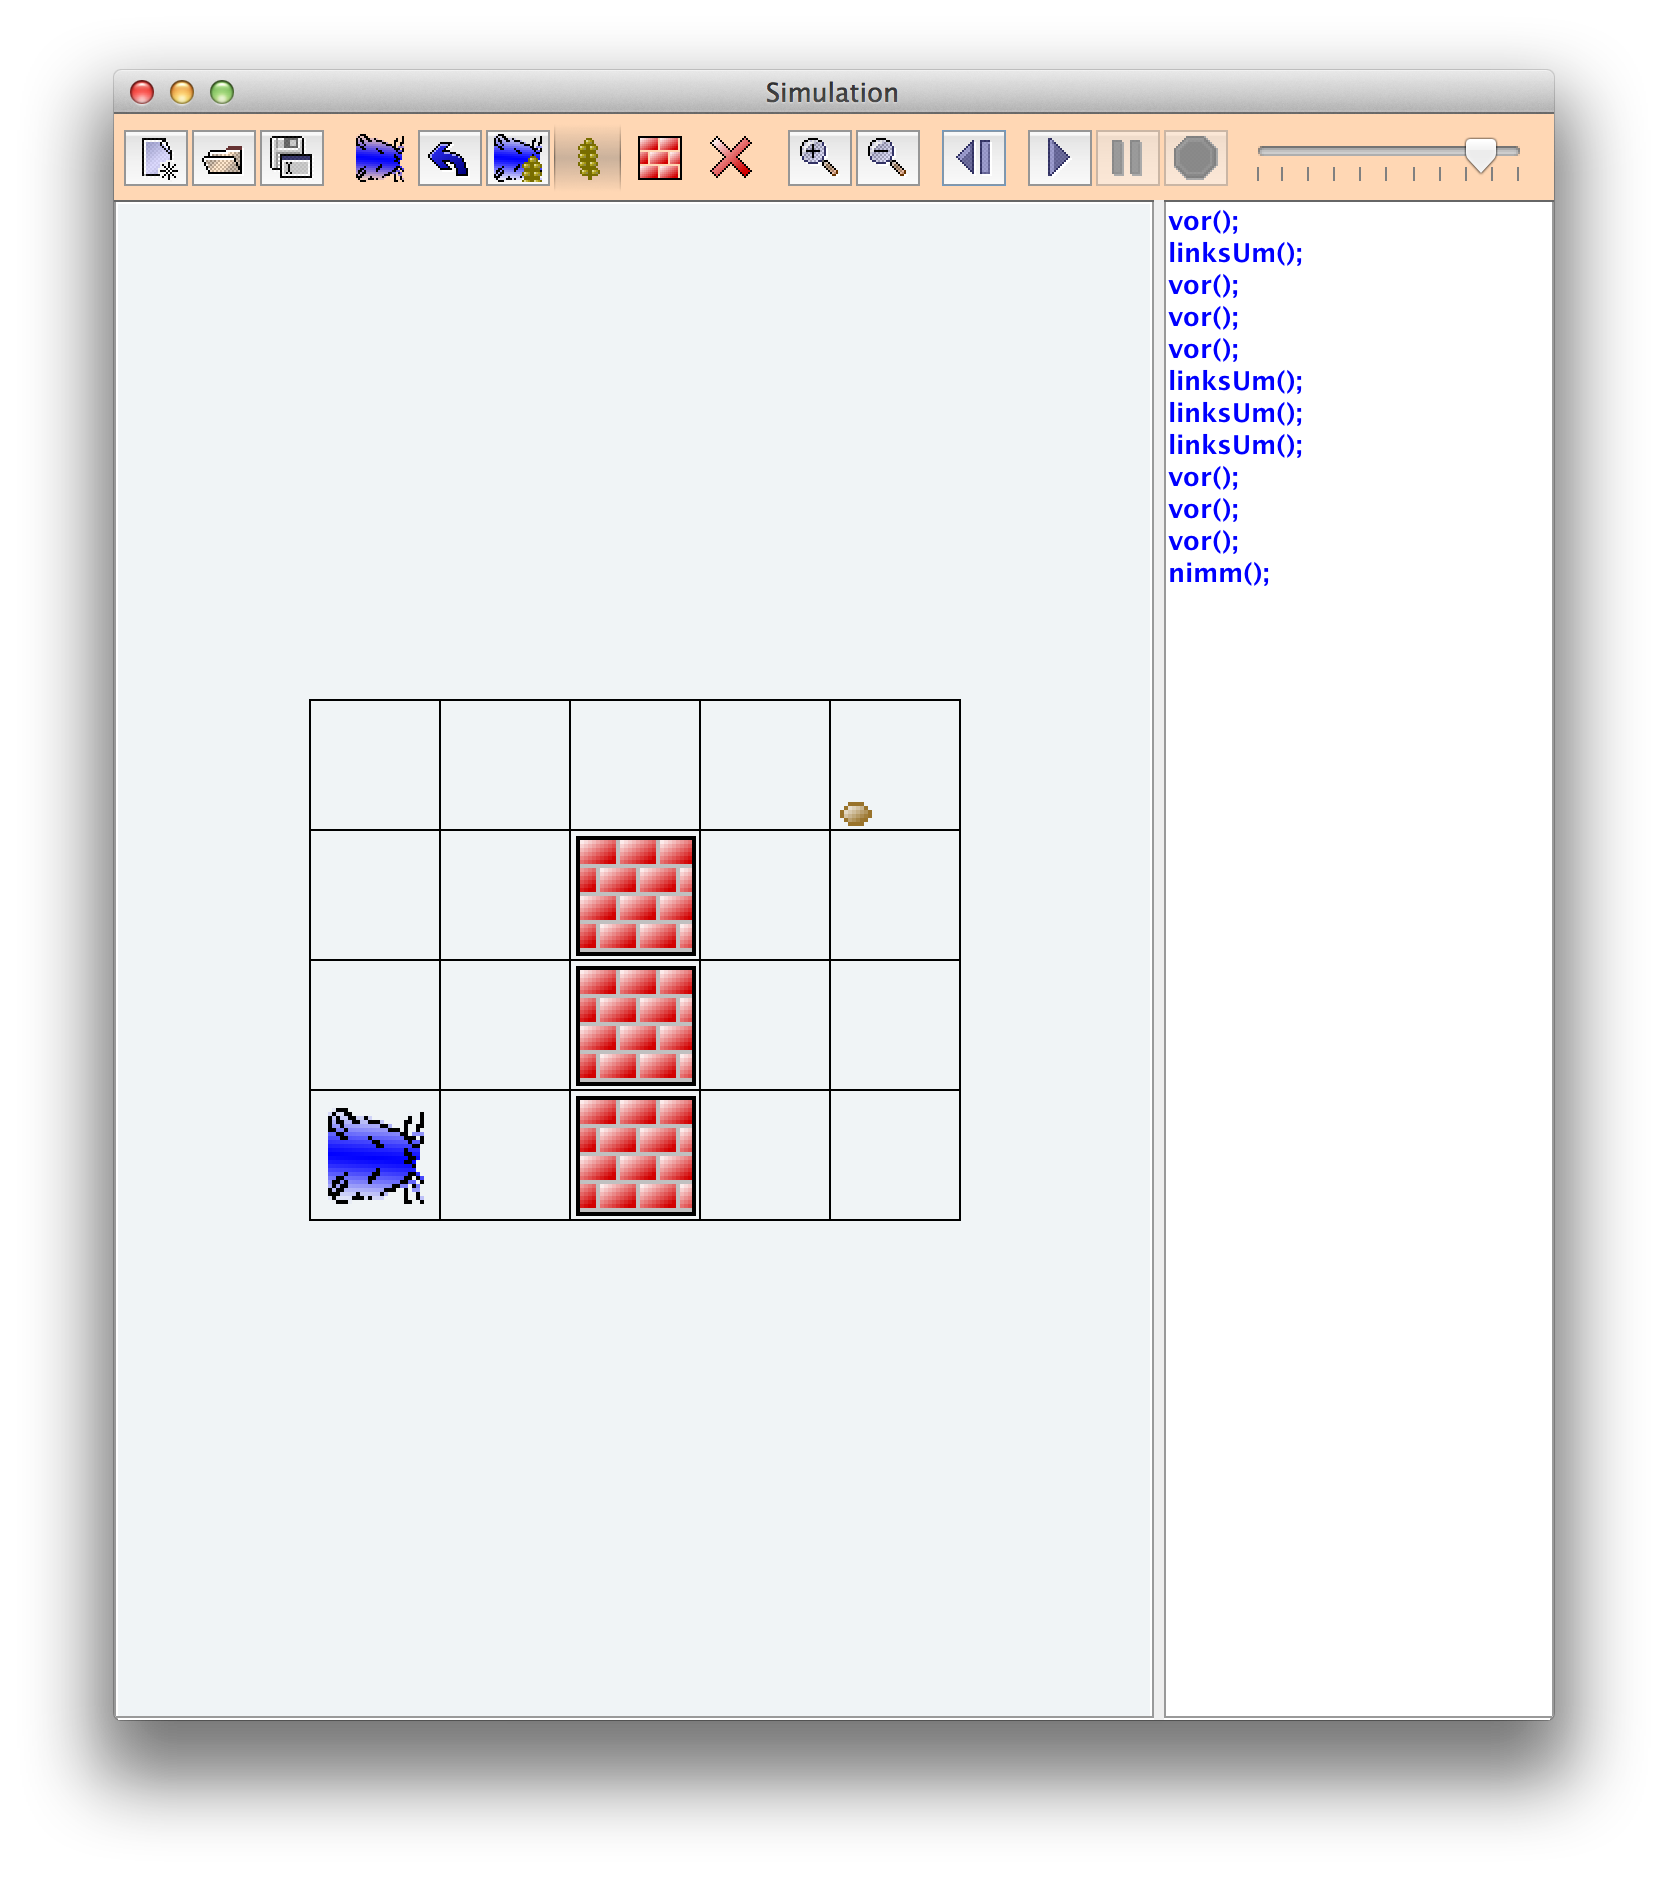 Simulation
vor();
linksUm();
vor();
vor();
vor();
linksUm();
linksUm();
linksUm();
vor();
vor();
vor();
nimm();